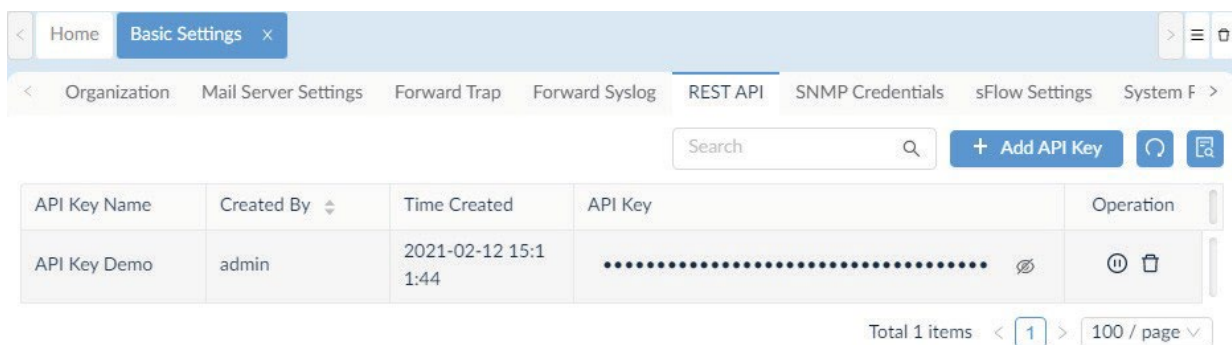 Home Basic Settings ×
Organization Mail Server Settings Forward Trap Forward Syslog REST API SNMP Credentials sFlow Settings System F
Search + Add API Key
API Key Name Created By Time Created API Key Operation
API Key Demo admin 2021-02-12 15:1
1:44 ••••••••••••••••••••••••••••••••••••
Total 1 items < 1 > 100 / page